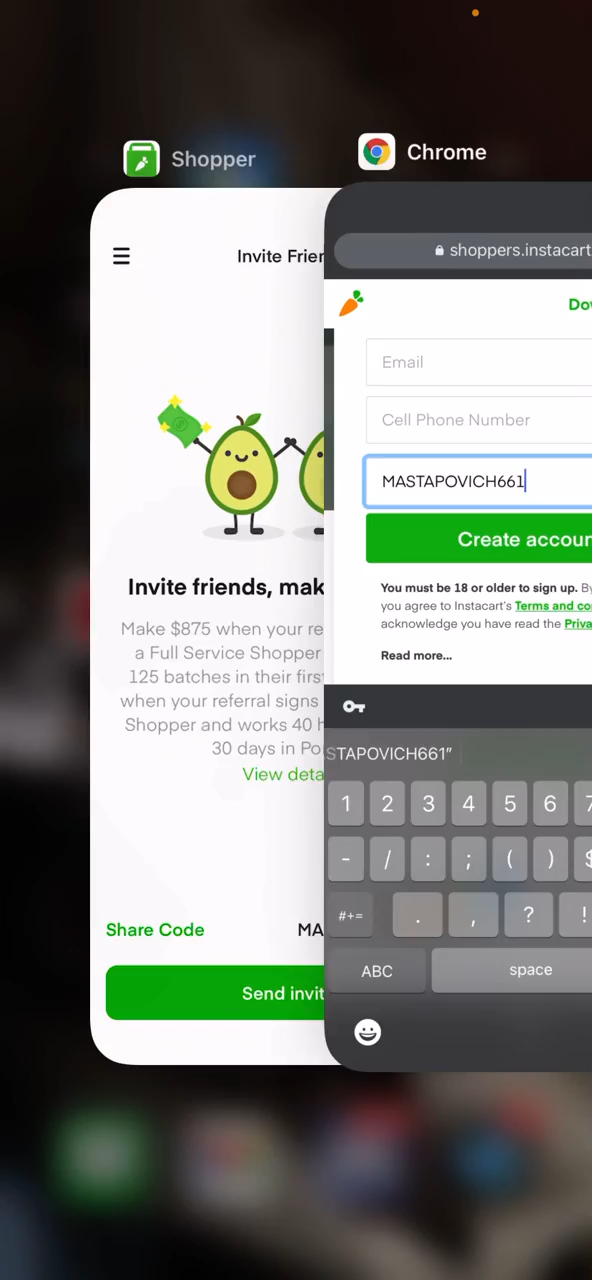 Shopper
Chrome
Invite Frier
Invite friends, mak
Make $875 when your re
a Full Service Shopper
125 batches in their firs
when your referral signs
Shopper and works 40 h
30 days in Po
View deta
Share Code
MA
Send invit
shoppers.instacart
Dov
Email
Cell Phone Number
MASTAPOVICH661
Create accoun
You must be 18 or older to sign up. By
you agree to Instacart's Terms and co
acknowledge you have read the Priva
Read more...
STAPOVICH661”
1 2 3 4 5 6 7
- / : ; ( ) $
#+= . , ? !
ABC space